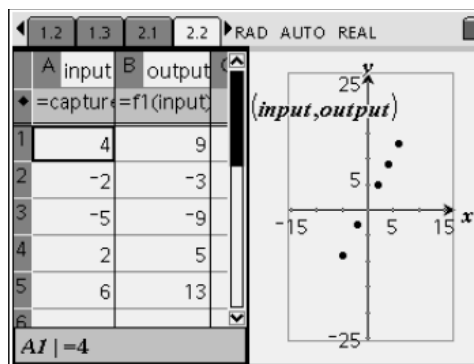 1.2 1.3 2.1 2.2 RAD AUTO REAL
A input B output
=capture =f1(input)
1 4 9
2 -2 -3
3 -5 -9
4 2 5
5 6 13
6
A1 | =4
y
25
(input,output)
5
-15 5 15 x
-25